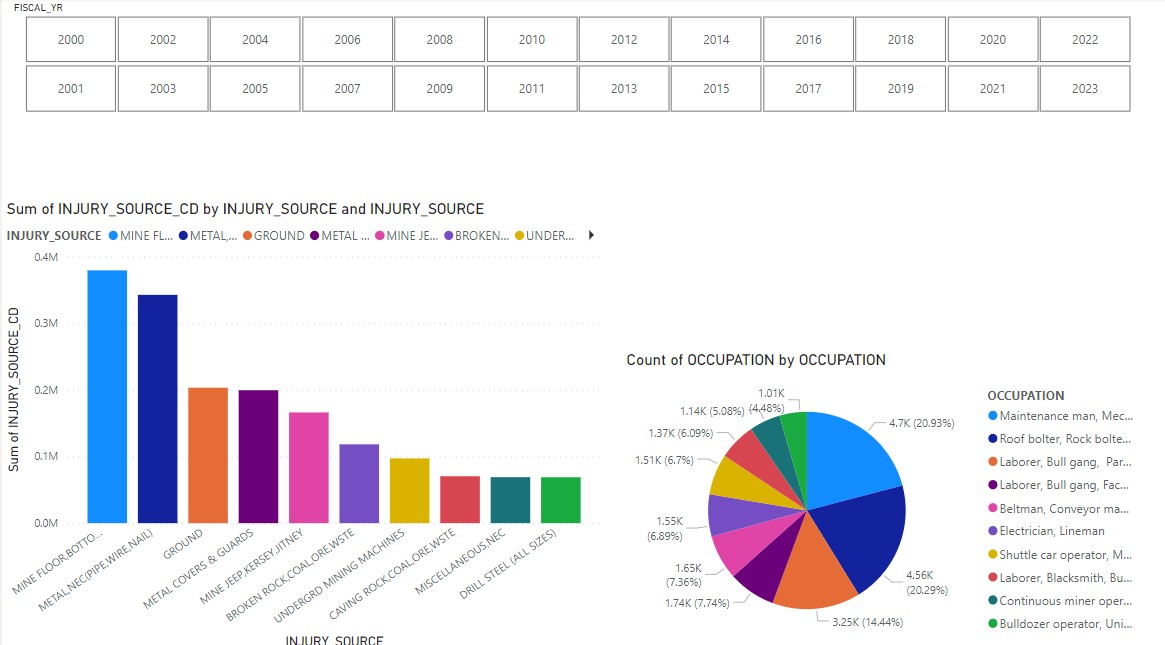 FISCAL_YR
2000 2002 2004 2006 2008 2010 2012 2014 2016 2018 2020 2022
2001 2003 2005 2007 2009 2011 2013 2015 2017 2019 2021 2023
Sum of INJURY_SOURCE_CD by INJURY_SOURCE and INJURY_SOURCE
INJURY_SOURCE MINE FL... METAL,... GROUND METAL ... MINE JE... BROKEN... UNDER...
0.4M
0.3M
0.2M
0.1M
0.0M
Sum of INJURY_SOURCE_CD
MINE FLOOR,BOTTO...
METAL,NEC(PIPE,WIRE,NAIL)
GROUND
METAL COVERS & GUARDS
MINE JEEP,KERSEY,JITNEY
BROKEN ROCK,COAL,ORE,WSTE
UNDERGRD MINING MACHINES
CAVING ROCK,COAL,ORE,WSTE
MISCELLANEOUS,NEC
DRILL STEEL (ALL SIZES)
INJURY_SOURCE
Count of OCCUPATION by OCCUPATION
4.7K (20.93%)
4.56K
(20.29%)
3.25K (14.44%)
1.74K (7.74%)
1.65K
(7.36%)
1.55K
(6.89%)
1.51K (6.7%)
1.37K (6.09%)
1.14K (5.08%)
1.01K
(4.48%)
OCCUPATION
Maintenance man, Mec...
Roof bolter, Rock bolte...
Laborer, Bull gang, Par...
Laborer, Bull gang, Fac...
Beltman, Conveyor ma...
Electrician, Lineman
Shuttle car operator, M...
Laborer, Blacksmith, Bu...
Continuous miner oper...
Bulldozer operator, Uni...